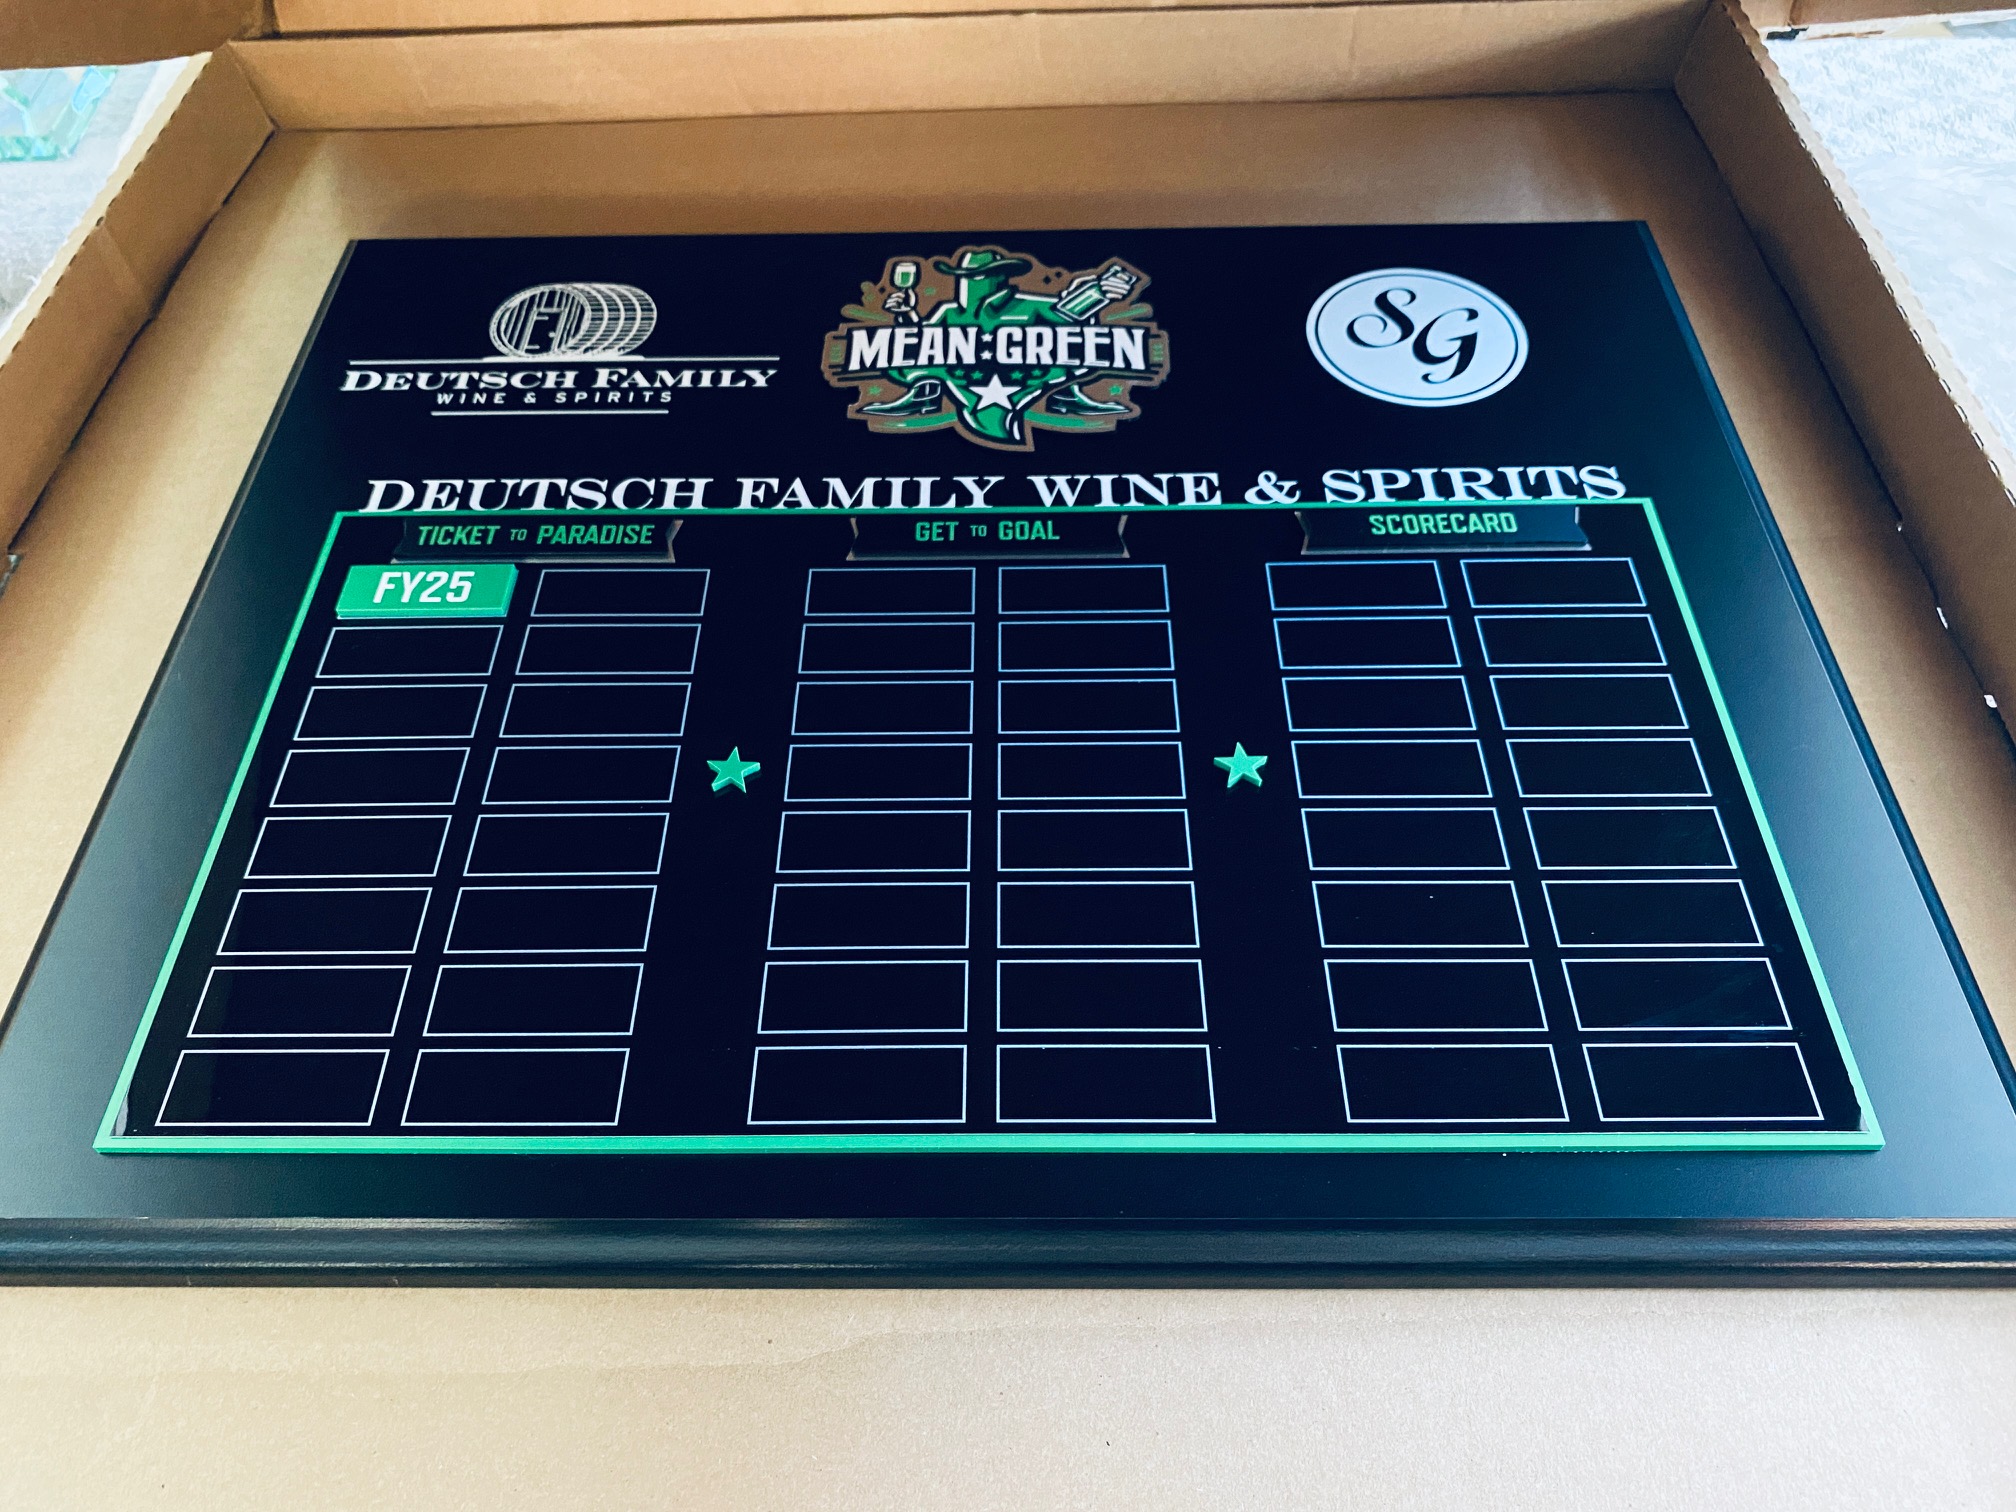 DEUTSCH FAMILY
WINE & SPIRITS
MEAN GREEN
SG
DEUTSCH FAMILY WINE & SPIRITS
TICKET TO PARADISE
GET TO GOAL
SCORECARD
FY25